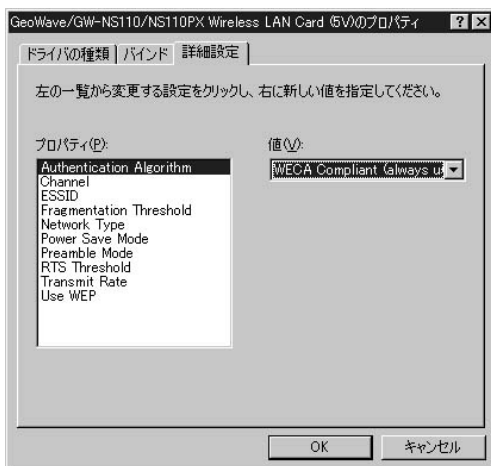 GeoWave/GW-NS110/NS110PX Wireless LAN Card (5V)のプロパティ
ドライバの種類 バインド 詳細設定
左の一覧から変更する設定をクリックし、右に新しい値を指定してください。
プロパティ(P):
値(V):
Authentication Algorithm
WECA Compliant (always u
Channel
ESSID
Fragmentation Threshold
Network Type
Power Save Mode
Preamble Mode
RTS Threshold
Transmit Rate
Use WEP
OK
キャンセル